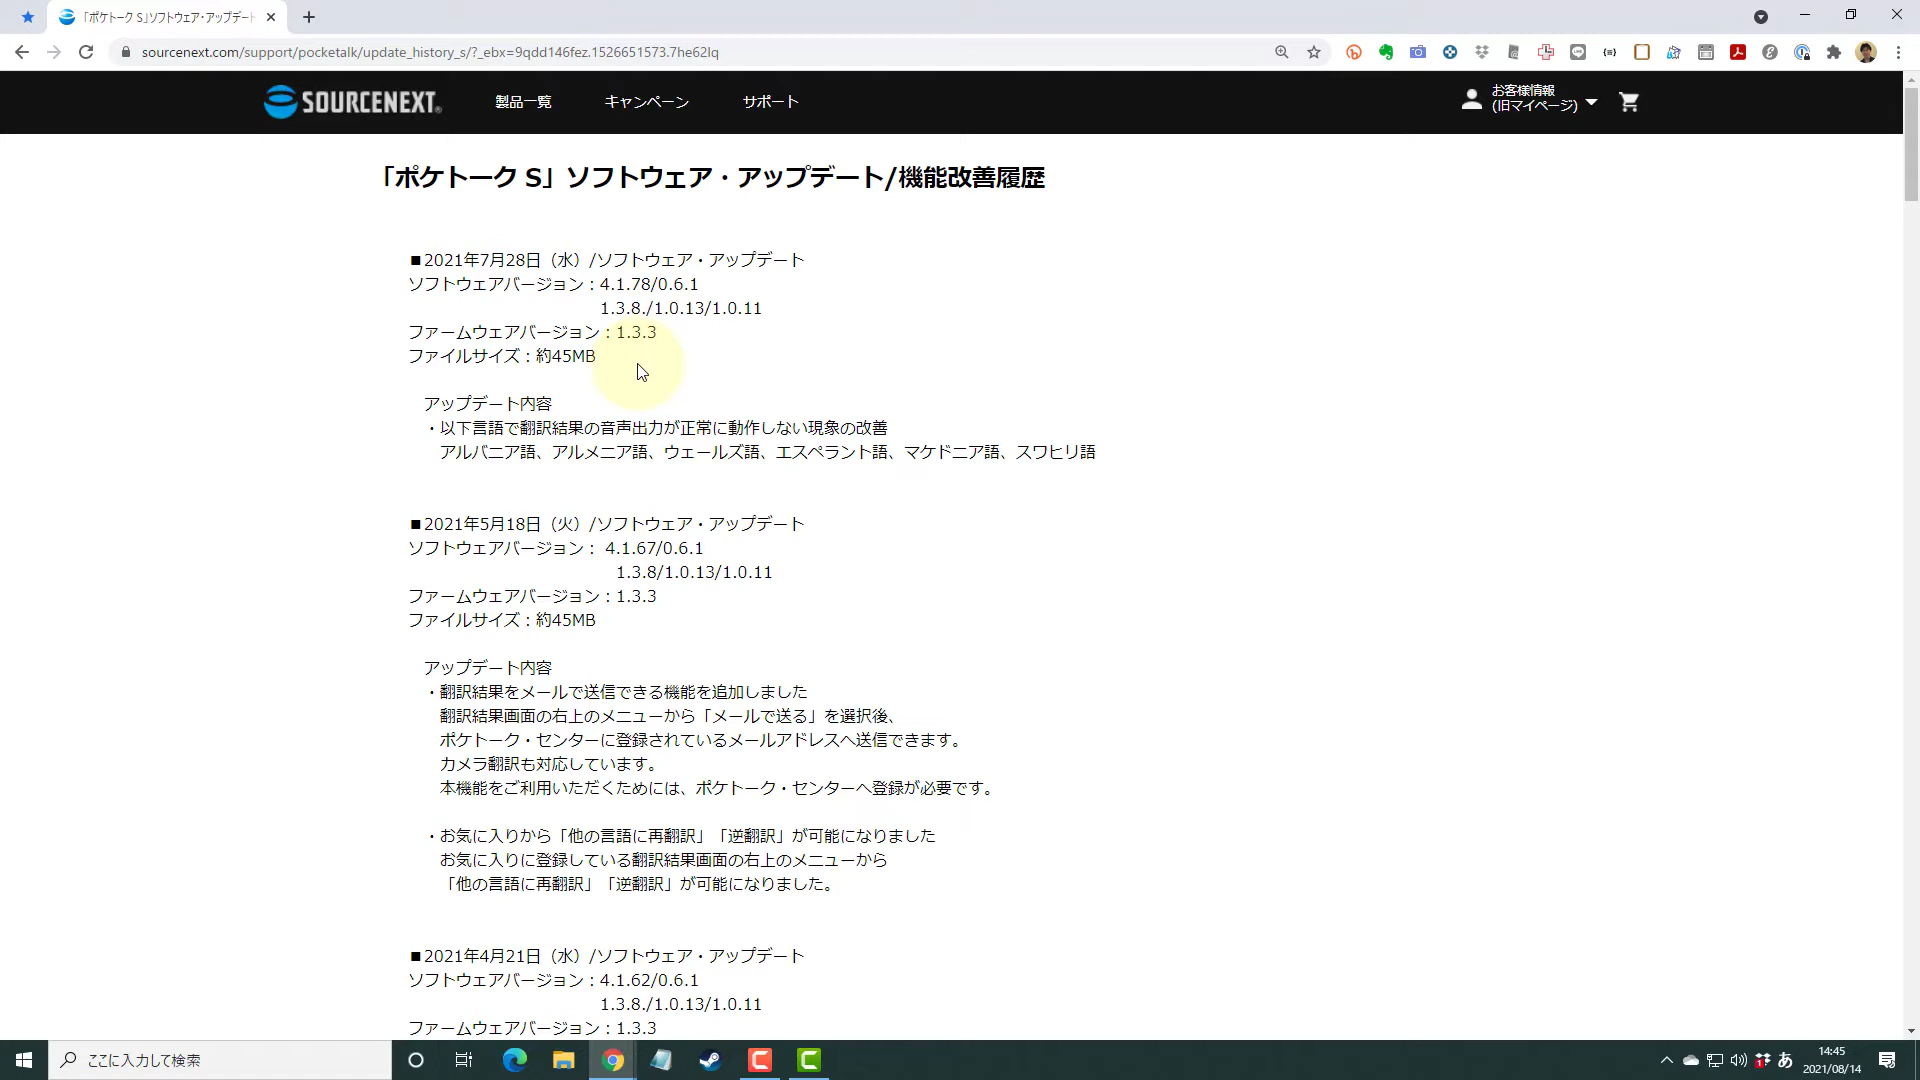 「ポケトーク S」ソフトウェア・アップデート
sourcenext.com/support/pocketalk/update_history_s/?_ebx=9qdd146fez.1526651573.7he62lq
SOURCENEXT
製品一覧
キャンペーン
サポート
お客様情報
(旧マイページ)
「ポケトーク S」ソフトウェア・アップデート/機能改善履歴
■2021年7月28日（水）/ソフトウェア・アップデート
ソフトウェアバージョン：4.1.78/0.6.1
1.3.8./1.0.13/1.0.11
ファームウェアバージョン：1.3.3
ファイルサイズ：約45MB
アップデート内容
・以下言語で翻訳結果の音声出力が正常に動作しない現象の改善
アルバニア語、アルメニア語、ウェールズ語、エスペラント語、マケドニア語、スワヒリ語
■2021年5月18日（火）/ソフトウェア・アップデート
ソフトウェアバージョン： 4.1.67/0.6.1
1.3.8/1.0.13/1.0.11
ファームウェアバージョン：1.3.3
ファイルサイズ：約45MB
アップデート内容
・翻訳結果をメールで送信できる機能を追加しました
翻訳結果画面の右上のメニューから「メールで送る」を選択後、
ポケトーク・センターに登録されているメールアドレスへ送信できます。
カメラ翻訳も対応しています。
本機能をご利用いただくためには、ポケトーク・センターへ登録が必要です。
・お気に入りから「他の言語に再翻訳」「逆翻訳」が可能になりました
お気に入りに登録している翻訳結果画面の右上のメニューから
「他の言語に再翻訳」「逆翻訳」が可能になりました。
■2021年4月21日（水）/ソフトウェア・アップデート
ソフトウェアバージョン：4.1.62/0.6.1
1.3.8./1.0.13/1.0.11
ファームウェアバージョン：1.3.3
ここに入力して検索
あ
14:45
2021/08/14